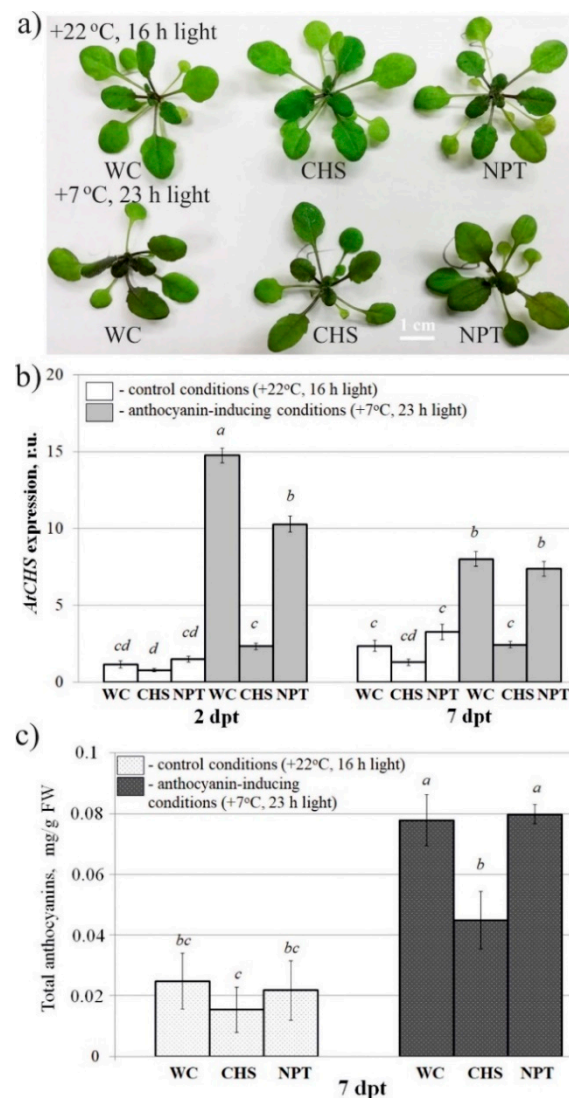 a)
+22 °C, 16 h light
WC CHS NPT
+7 °C, 23 h light
WC CHS NPT
1 cm
b)
- control conditions (+22°C, 16 h light)
- anthocyanin-inducing conditions (+7°C, 23 h light)
AtCHS expression, r.u.
20
15
10
5
0
cd d cd a c b
c cd c b c b
WC CHS NPT WC CHS NPT
WC CHS NPT WC CHS NPT
2 dpt 7 dpt
c)
- control conditions (+22°C, 16 h light)
- anthocyanin-inducing
conditions (+7°C, 23 h light)
Total anthocyanins, mg/g FW
0.1
0.08
0.06
0.04
0.02
0
bc c bc a b a
WC CHS NPT WC CHS NPT
7 dpt